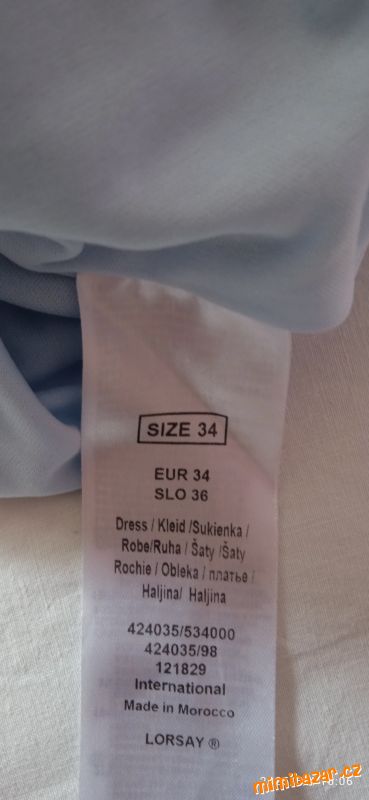 SIZE 34
EUR 34
SLO 36
Dress / Kleid /Sukienka /
Robe/Ruha / Šaty /Šaty
Rochie / Obleka / платье /
Haljina/ Haljina
424035/534000
424035/98
121829
International
Made in Morocco
LORSAY ®
mimibazar.cz